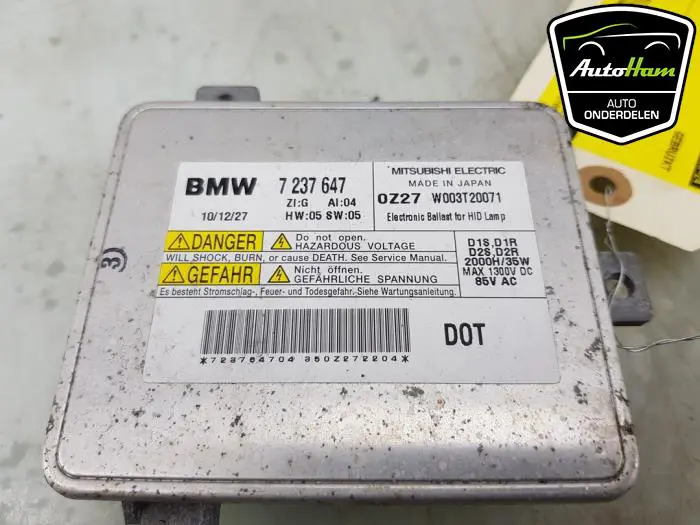 AutoHam
AUTO
ONDERDELEN
GEBRUIKT
BMW 7 237 647
ZI:G AI:04
10/12/27 HW:05 SW:05
MITSUBISHI ELECTRIC
MADE IN JAPAN
0Z27 W003T20071
Electronic Ballast for HID Lamp
DANGER Do not open.
HAZARDOUS VOLTAGE
WILL SHOCK, BURN, or cause DEATH. See Service Manual.
GEFAHR Nicht öffnen.
GEFÄHRLICHE SPANNUNG
Es besteht Stromschlag-, Feuer- und Todesgefahr. Siehe Wartungsanleitung.
D1S,D1R
D2S,D2R
2000H/35W
MAX 1300V DC
85V AC
DOT
*723764704 350Z272204*
3